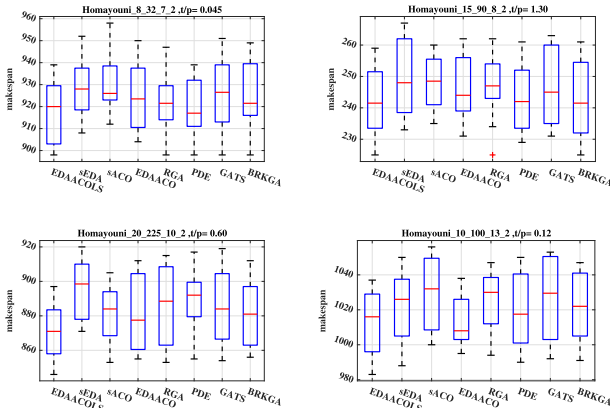 Homayouni_8_32_7_2 ,t/p= 0.045
makespan
960
950
940
930
920
910
900
EDAACOLS
sEDA
sACO
EDAACO
RGA
PDE
GATS
BRKGA
Homayouni_15_90_8_2 ,t/p= 1.30
makespan
260
250
240
230
EDAACOLS
sEDA
sACO
EDAACO
RGA
PDE
GATS
BRKGA
Homayouni_20_225_10_2 ,t/p= 0.60
makespan
920
900
880
860
EDAACOLS
sEDA
sACO
EDAACO
RGA
PDE
GATS
BRKGA
Homayouni_10_100_13_2 ,t/p= 0.12
makespan
1040
1020
1000
980
EDAACOLS
sEDA
sACO
EDAACO
RGA
PDE
GATS
BRKGA